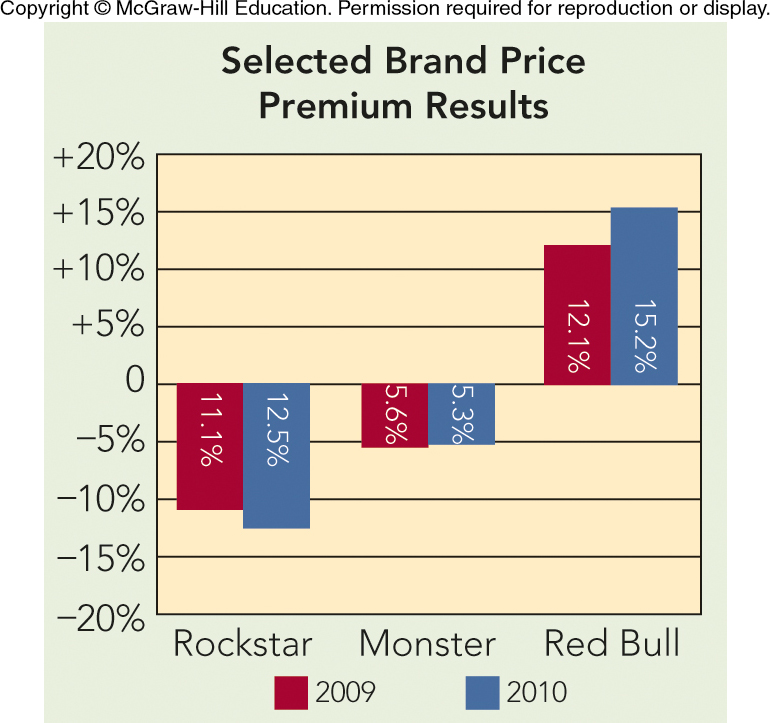 Copyright © McGraw-Hill Education. Permission required for reproduction or display.
Selected Brand Price
Premium Results
+20%
+15%
+10%
+5%
0
−5%
−10%
−15%
−20%
11.1%
12.5%
5.6%
5.3%
12.1%
15.2%
Rockstar
Monster
Red Bull
2009
2010